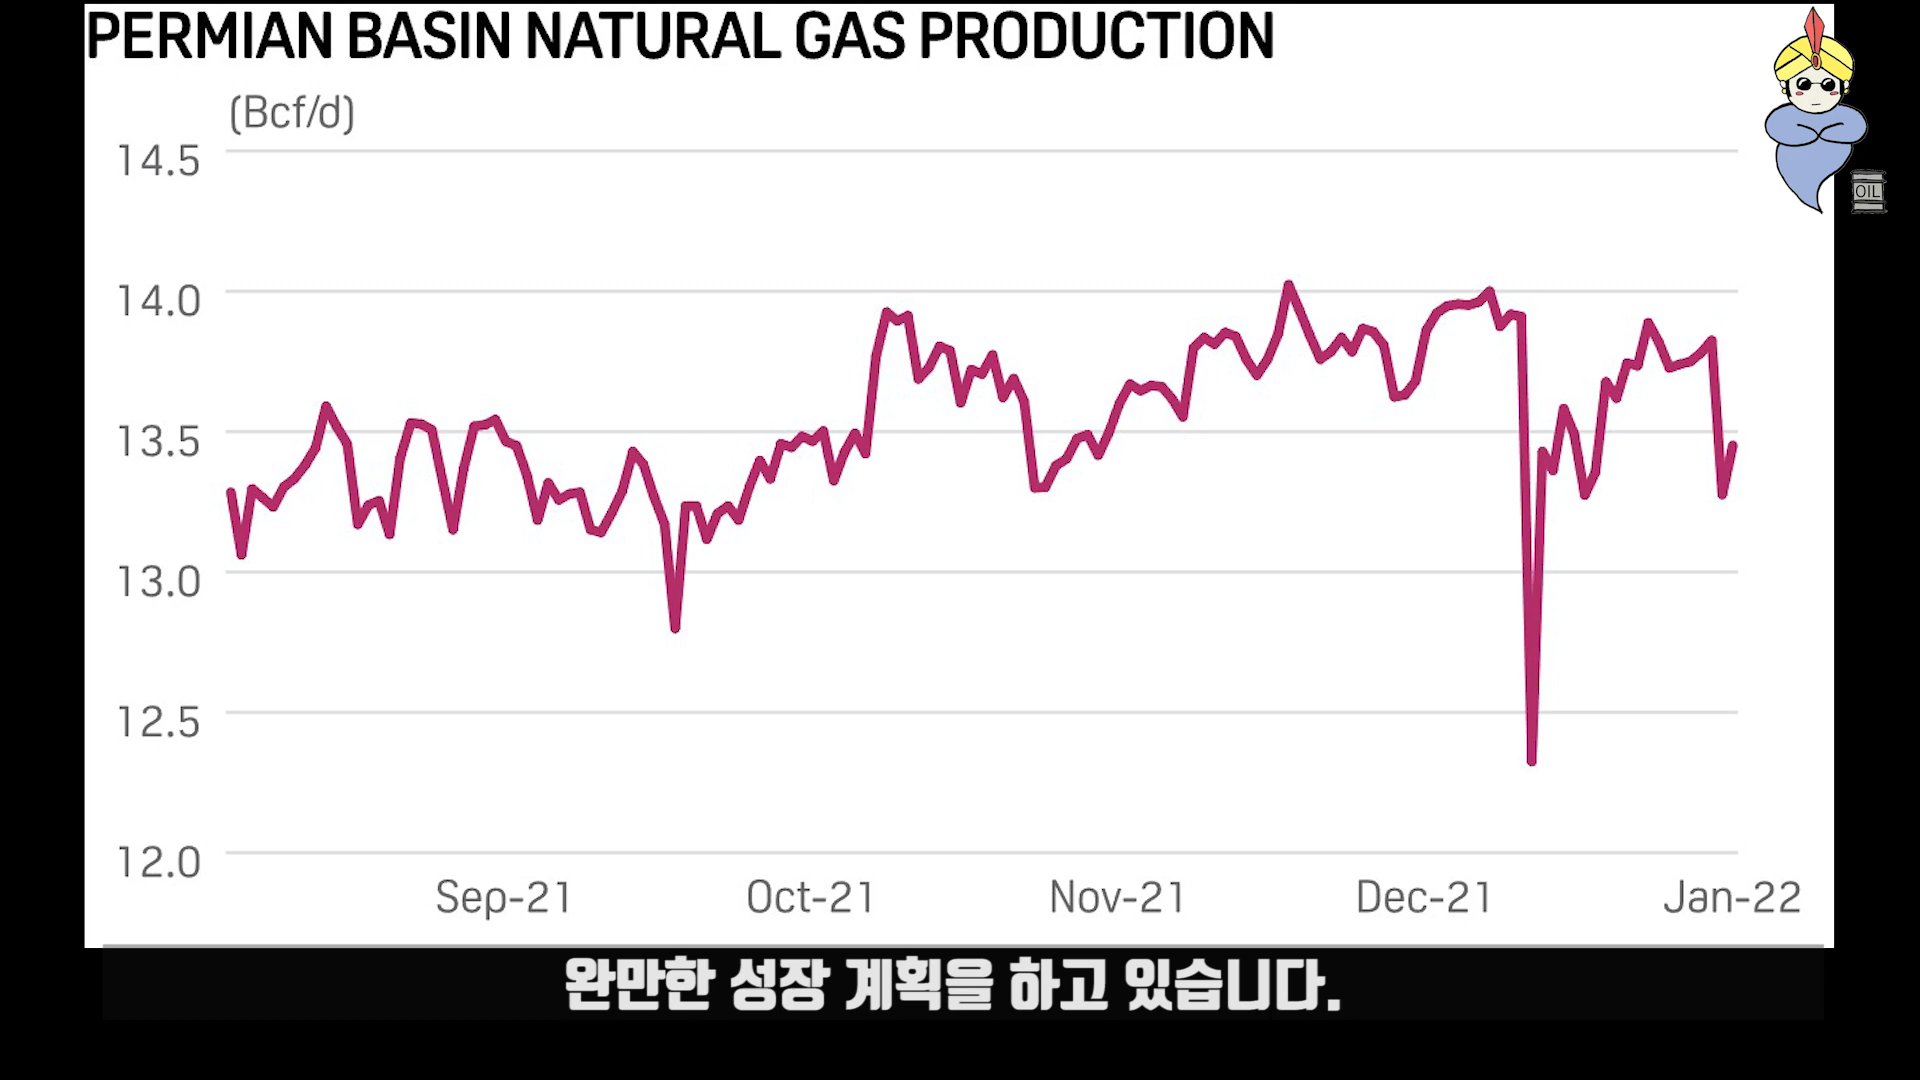 PERMIAN BASIN NATURAL GAS PRODUCTION
(Bcf/d)
14.5
14.0
13.5
13.0
12.5
12.0
Sep-21 Oct-21 Nov-21 Dec-21 Jan-22
OIL
완만한 성장 계획을 하고 있습니다.